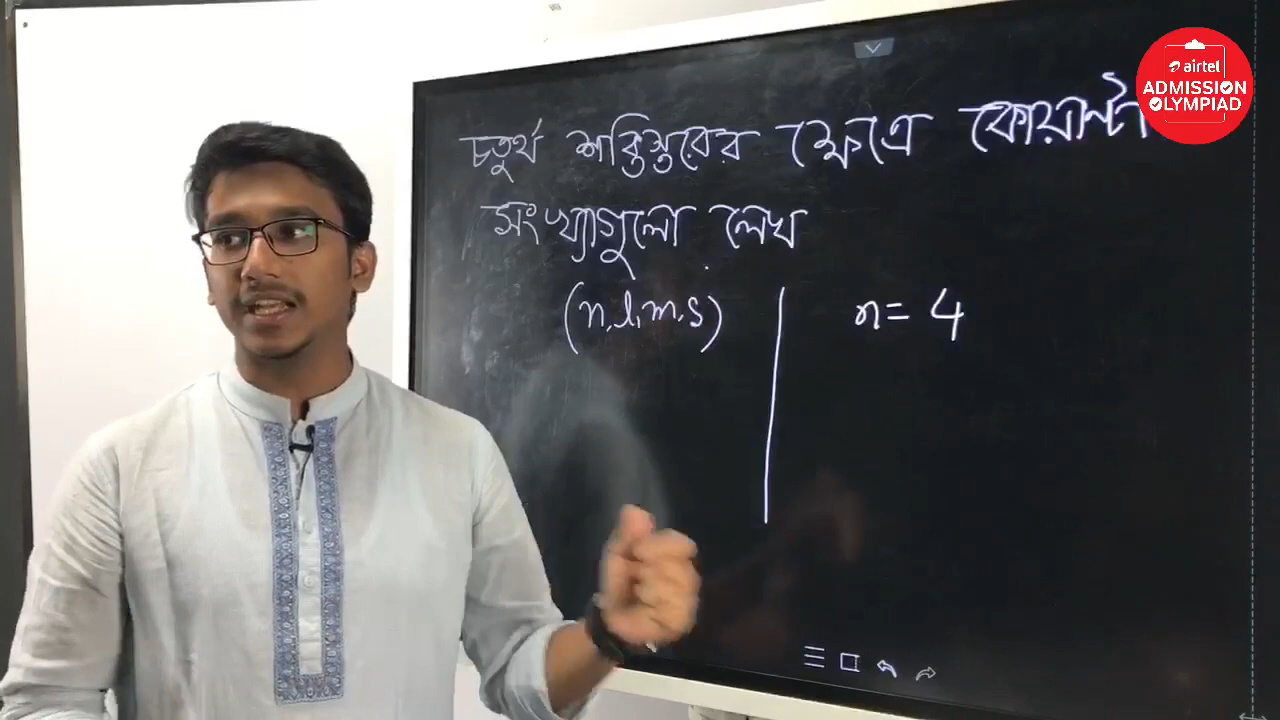 চতুর্থ শক্তিস্তরের ক্ষেত্রে কোয়ান্টা
সংখ্যাগুলো লেখ
(n, l, m, s)
n = 4
airtel
ADMISSION
OLYMPIAD